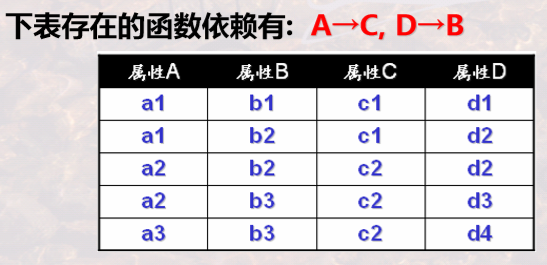 下表存在的函数依赖有: A→C, D→B
属性A 属性B 属性C 属性D
a1 b1 c1 d1
a1 b2 c1 d2
a2 b2 c2 d2
a2 b3 c2 d3
a3 b3 c2 d4